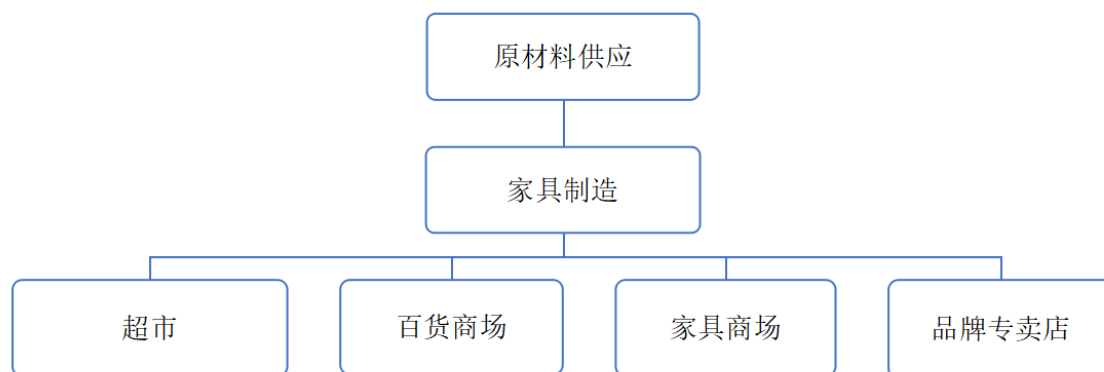 原材料供应
家具制造
超市
百货商场
家具商场
品牌专卖店